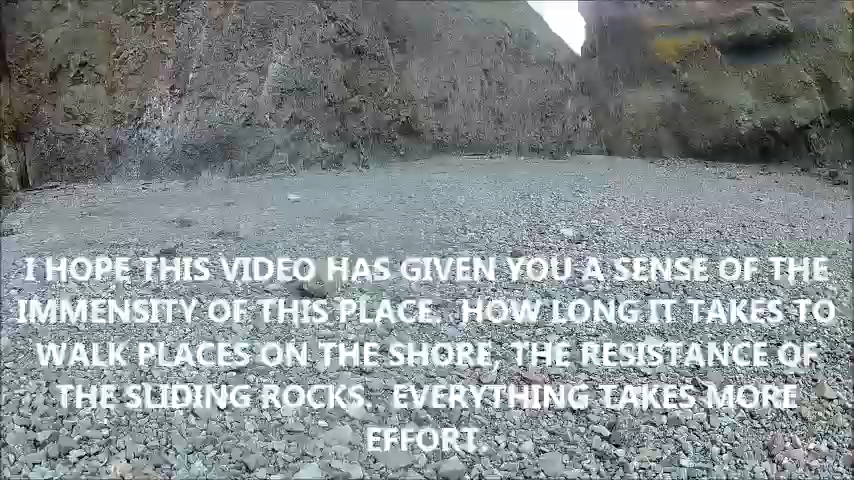 I HOPE THIS VIDEO HAS GIVEN YOU A SENSE OF THE
IMMENSITY OF THIS PLACE.  HOW LONG IT TAKES TO
WALK PLACES ON THE SHORE, THE RESISTANCE OF
THE SLIDING ROCKS.  EVERYTHING TAKES MORE
EFFORT.